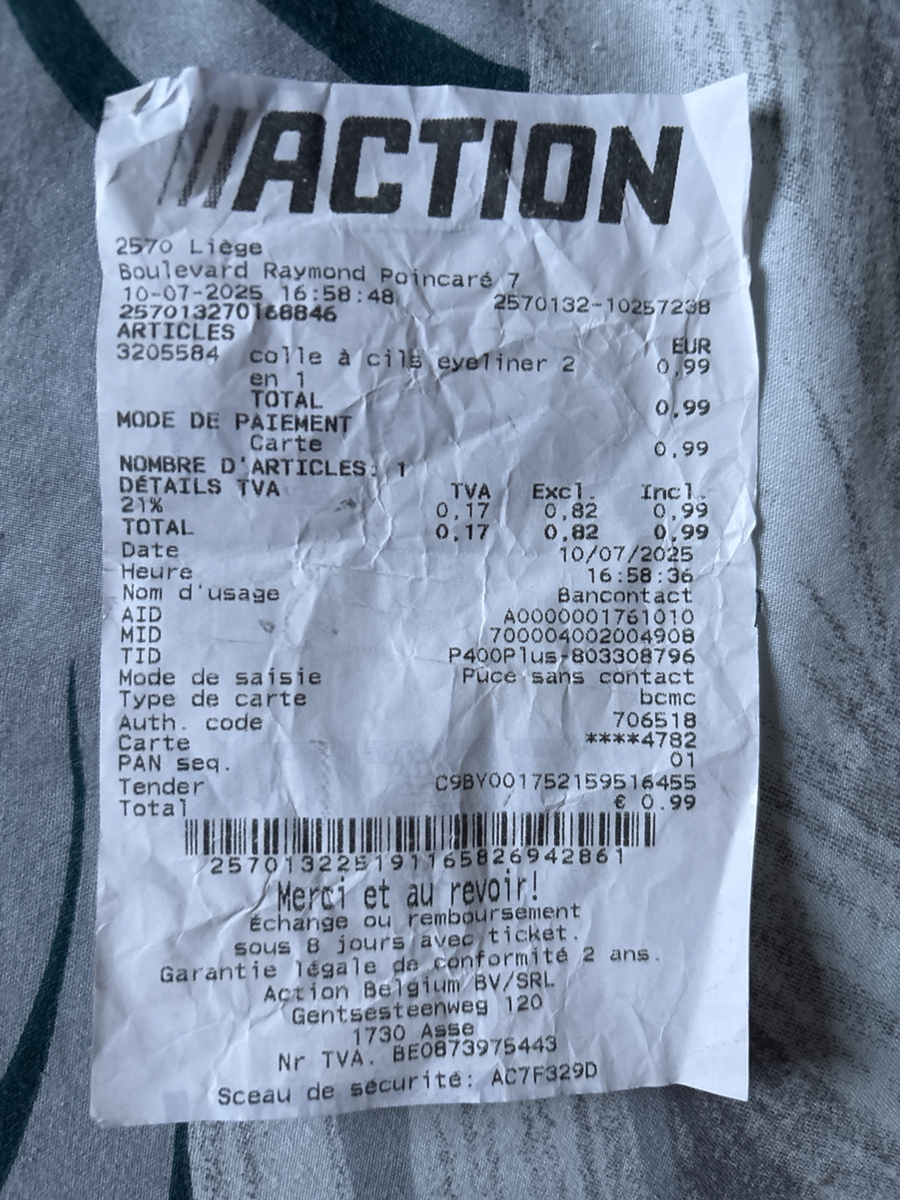 ACTION
2570 Liège
Boulevard Raymond Poincaré 7
10-07-2025 16:58:48 2570132-10257238
257013270168846
ARTICLES
EUR
3205584 colle à cils eyeliner 2 0,99
en 1
TOTAL 0,99
MODE DE PAIEMENT
Carte 0,99
NOMBRE D'ARTICLES: 1
DÉTAILS TVA TVA Excl. Incl.
21% 0,17 0,82 0,99
TOTAL 0,17 0,82 0,99
Date 10/07/2025
Heure 16:58:36
Nom d'usage Bancontact
AID A0000001761010
MID 700004002004908
TID P400Plus-803308796
Mode de saisie Puce sans contact
Type de carte bcmc
Auth. code 706518
Carte ****4782
PAN seq. 01
Tender C9BY001752159516455
Total € 0.99
257013225191165826942861
Merci et au revoir!
Échange ou remboursement
sous 8 jours avec ticket.
Garantie légale de conformité 2 ans.
Action Belgium BV/SRL
Gentsesteenweg 120
1730 Asse
Nr TVA. BE0873975443
Sceau de sécurité: AC7F329D